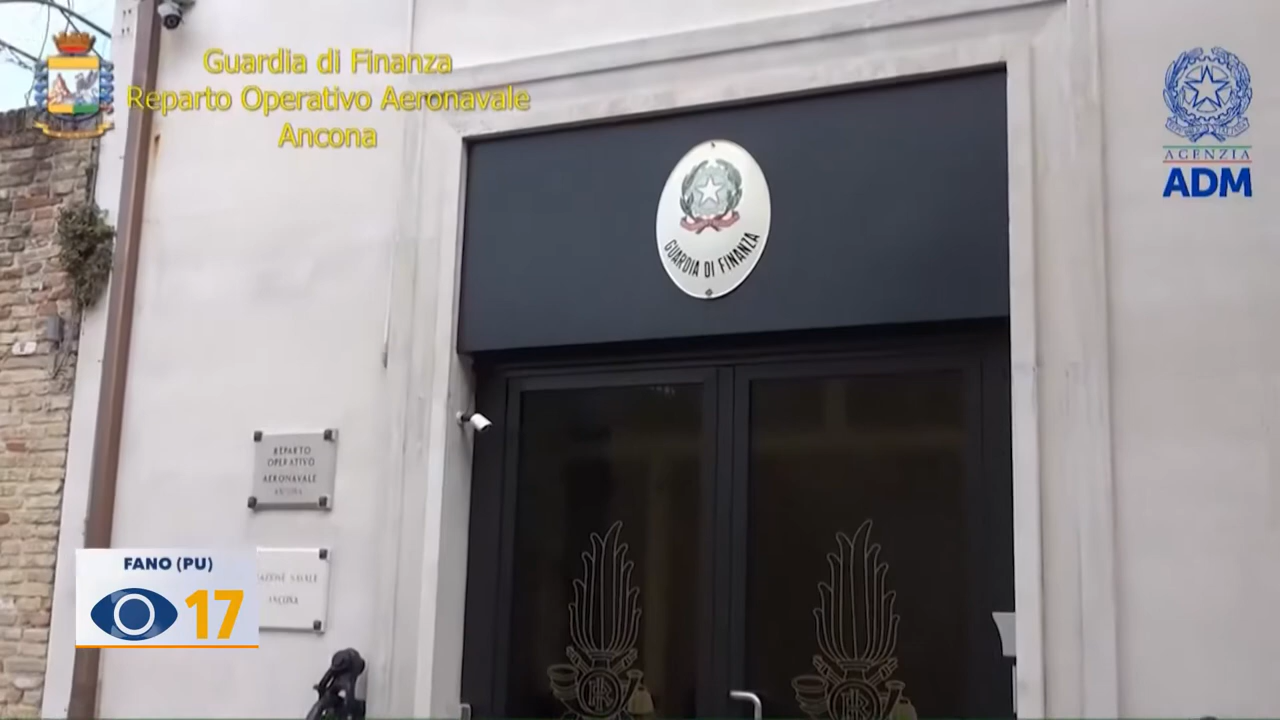 Guardia di Finanza
Reparto Operativo Aeronavale
Ancona
AGENZIA
ADM
GUARDIA DI FINANZA
REPARTO
OPERATIVO
AERONAVALE
ANCONA
FANO (PU)
17
ANCONA